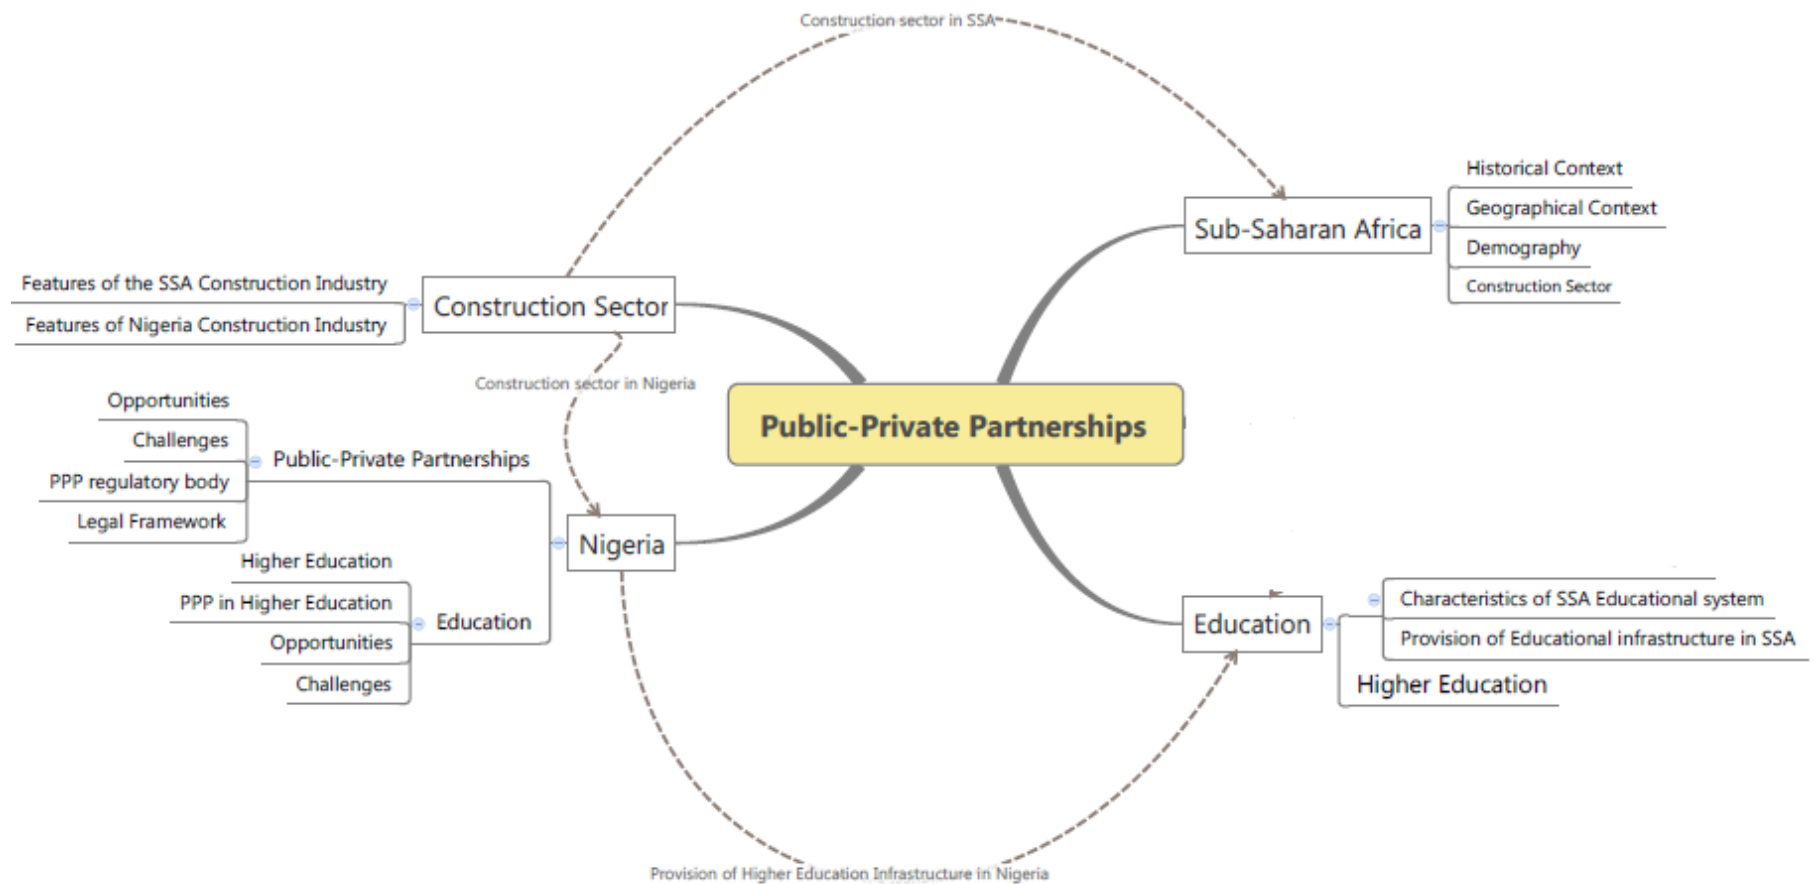 Construction sector in SSA
Historical Context
Geographical Context
Demography
Construction Sector
Sub-Saharan Africa
Features of the SSA Construction Industry
Features of Nigeria Construction Industry
Construction Sector
Construction sector in Nigeria
Public-Private Partnerships
Opportunities
Challenges
PPP regulatory body
Legal Framework
Public-Private Partnerships
Nigeria
Higher Education
PPP in Higher Education
Opportunities
Challenges
Education
Education
Characteristics of SSA Educational system
Provision of Educational infrastructure in SSA
Higher Education
Provision of Higher Education Infrastructure in Nigeria